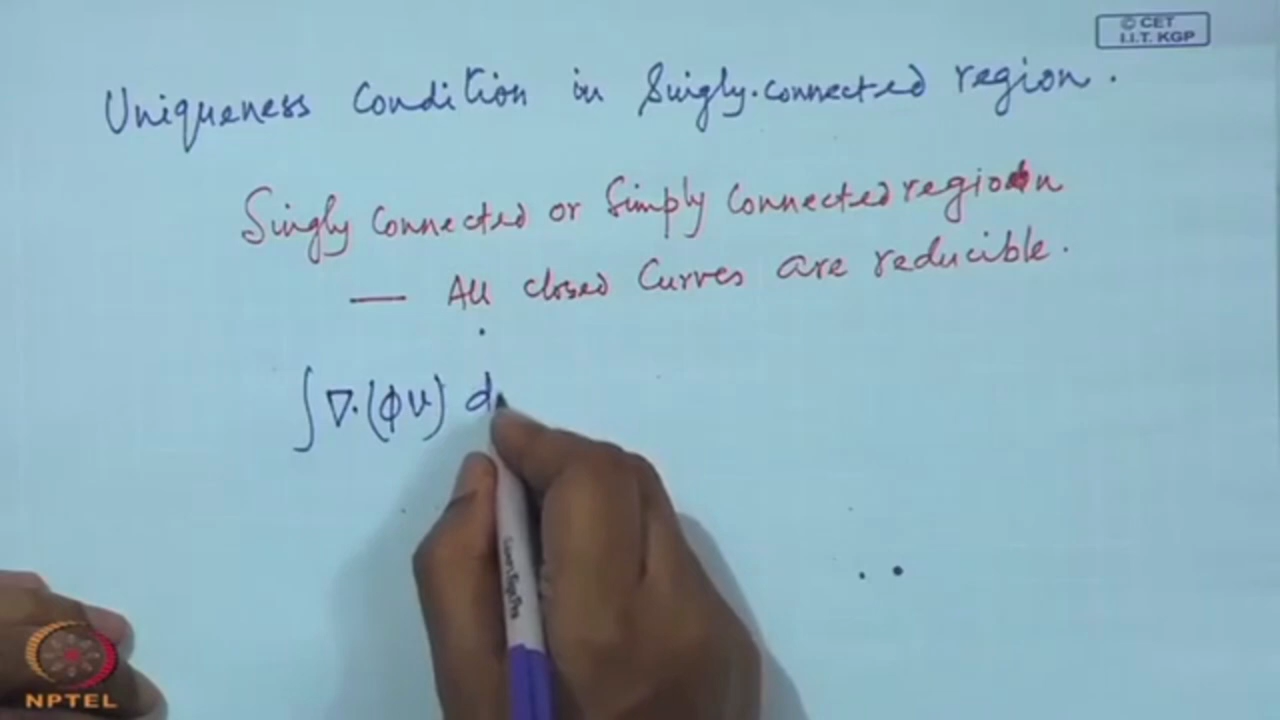 © CET
I.I.T. KGP
Uniqueness Condition in Singly-connected region.
Singly Connected or Simply Connected region
— All closed Curves are reducible.
∫ ∇·(ϕu) d
NPTEL